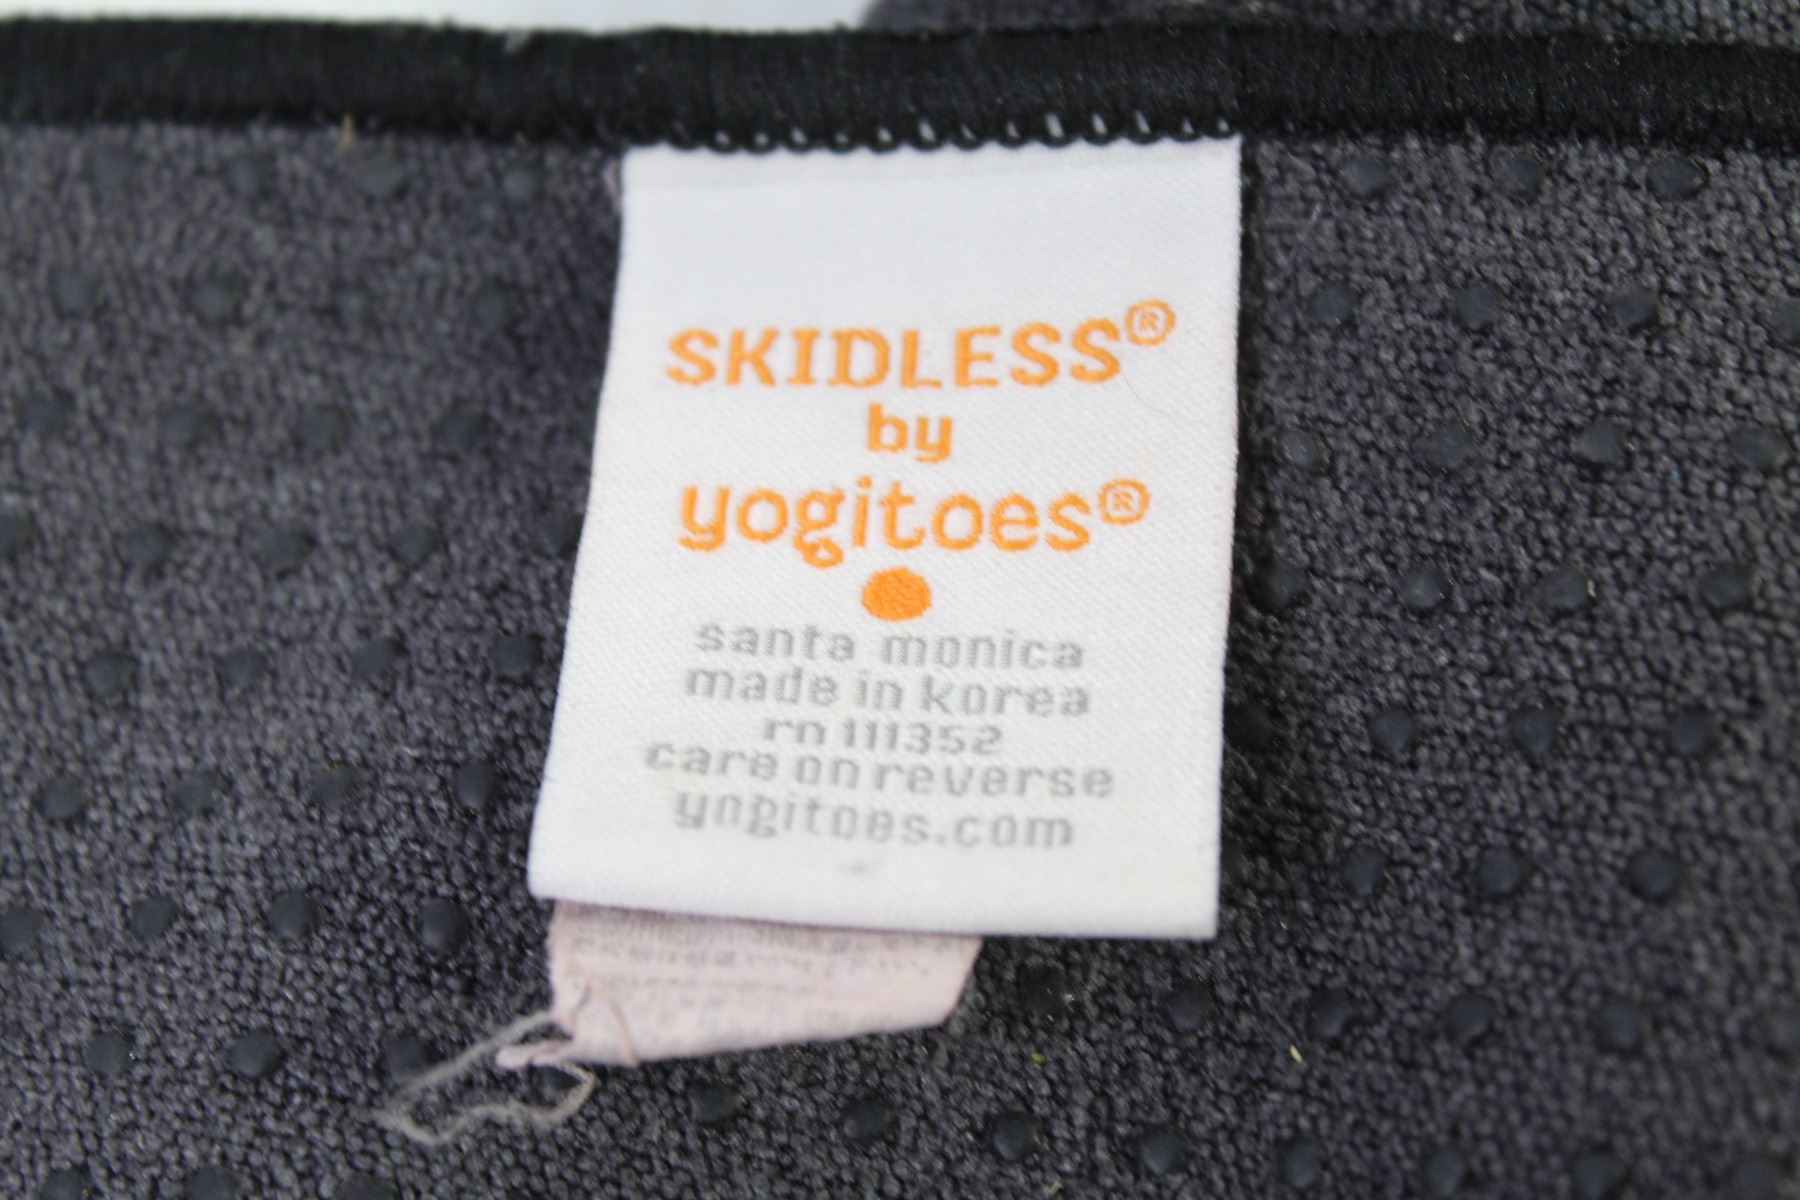 SKIDLESS®
by
yogitoes®
santa monica
made in korea
rn 111352
care on reverse
yogitoes.com